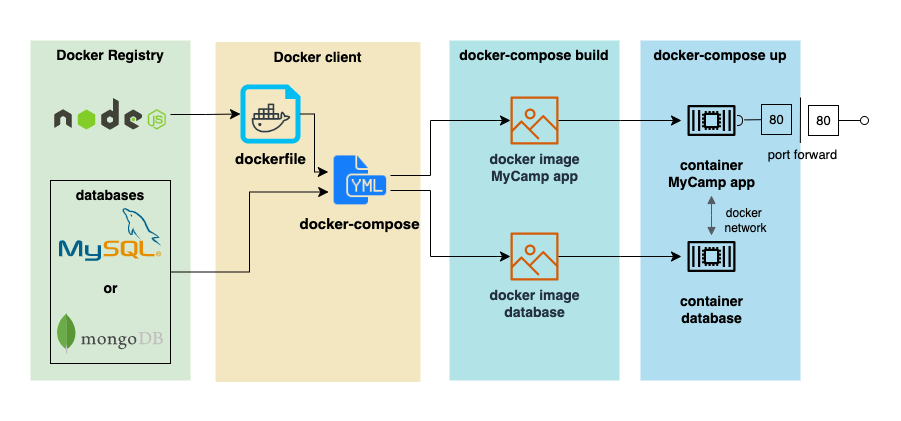 Docker Registry
node
JS
databases
MySQL®
or
mongoDB
Docker client
dockerfile
YML
docker-compose
docker-compose build
docker image
MyCamp app
docker image
database
docker-compose up
80
80
port forward
container
MyCamp app
docker
network
container
database